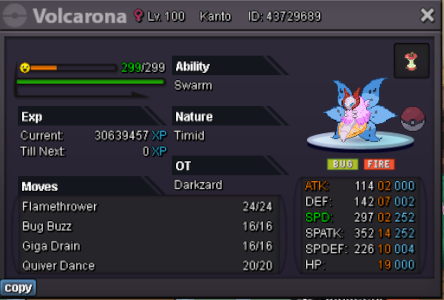 Volcarona Lv. 100 Kanto ID: 43729689
299/299
Ability
Swarm
Exp
Current: 30639457 XP
Till Next: 0 XP
Nature
Timid
OT
Darkzard
BUG FIRE
Moves
Flamethrower 24/24
Bug Buzz 16/16
Giga Drain 16/16
Quiver Dance 20/20
ATK: 114 02 000
DEF: 142 07 002
SPD: 297 02 252
SPATK: 352 14 252
SPDEF: 226 10 004
HP: 19 000
copy